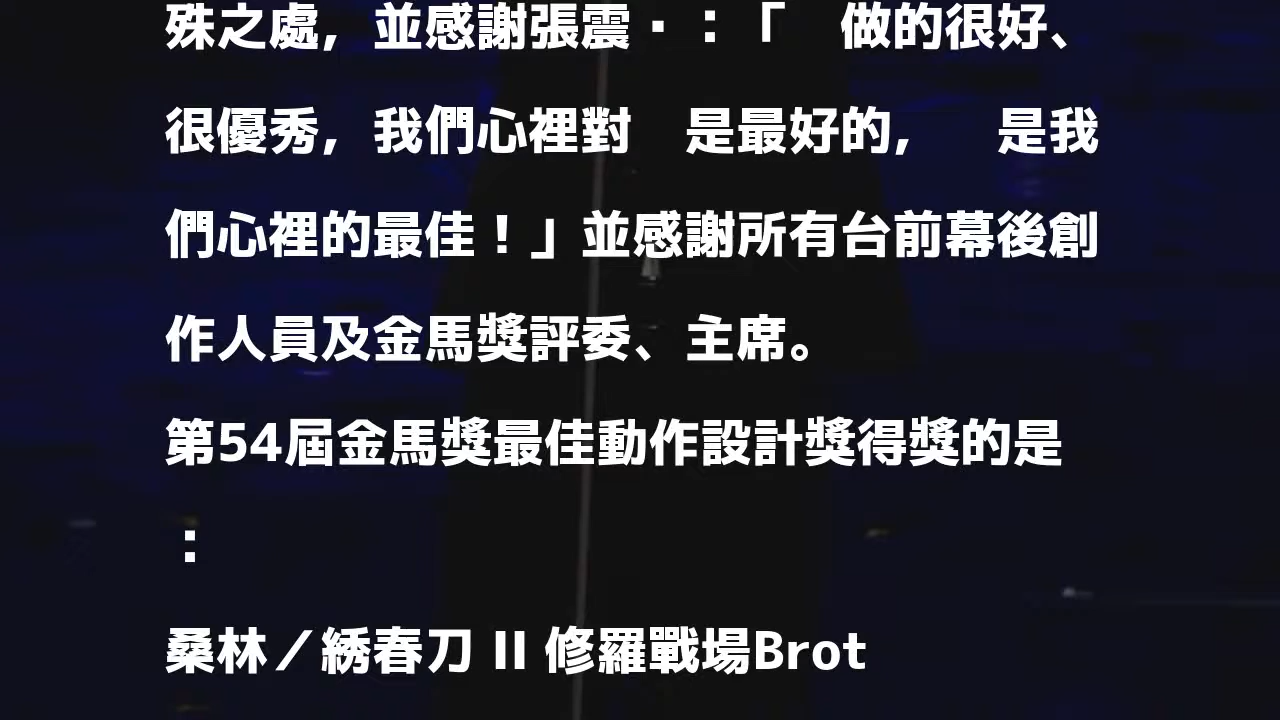 殊之處，並感謝張震▪：「　做的很好、
很優秀，我們心裡對　是最好的，　是我
們心裡的最佳！」並感謝所有台前幕後創
作人員及金馬獎評委、主席。
第54屆金馬獎最佳動作設計獎得獎的是
：
桑林／綉春刀 II 修羅戰場Brot